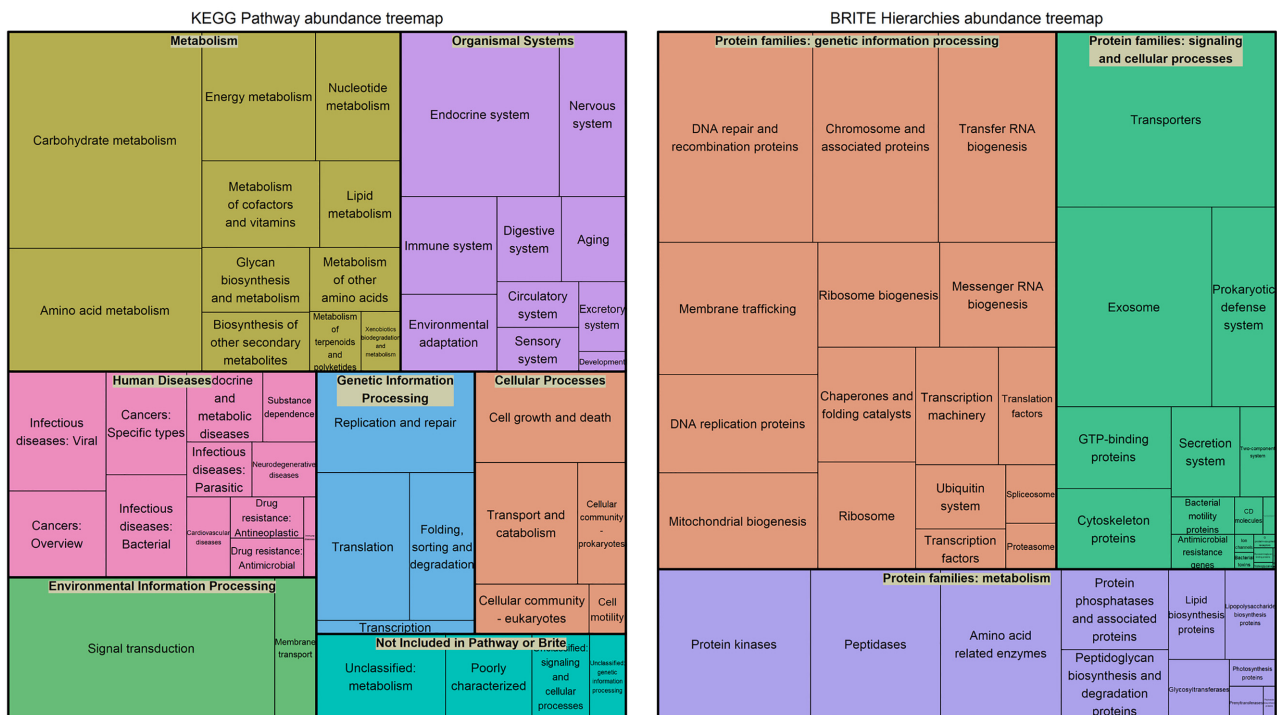 KEGG Pathway abundance treemap
Metabolism
Carbohydrate metabolism
Energy metabolism
Nucleotide
metabolism
Metabolism
of cofactors
and vitamins
Lipid
metabolism
Amino acid metabolism
Glycan
biosynthesis
and metabolism
Metabolism
of other
amino acids
Biosynthesis of
other secondary
metabolites
Metabolism
of
terpenoids
and
polyketides
Xenobiotics
biodegradation
and
metabolism
Organismal Systems
Endocrine system
Nervous
system
Immune system
Digestive
system
Aging
Environmental
adaptation
Circulatory
system
Sensory
system
Excretory
system
Development
Human Diseases
Infectious
diseases: Viral
Cancers:
Specific types
docrine
and
metabolic
diseases
Substance
dependence
Infectious
diseases:
Parasitic
Neurodegenerative
diseases
Cancers:
Overview
Infectious
diseases:
Bacterial
Cardiovascular
diseases
Drug
resistance:
Antineoplastic
Drug resistance:
Antimicrobial
Genetic Information
Processing
Replication and repair
Translation
Folding,
sorting and
degradation
Transcription
Cellular Processes
Cell growth and death
Transport and
catabolism
Cellular
community
-
prokaryotes
Cellular community
- eukaryotes
Cell
motility
Environmental Information Processing
Signal transduction
Membrane
transport
Not Included in Pathway or Brite
Unclassified:
metabolism
Poorly
characterized
signaling
and
cellular
processes
Unclassified:
genetic
information
processing
BRITE Hierarchies abundance treemap
Protein families: genetic information processing
DNA repair and
recombination proteins
Chromosome and
associated proteins
Transfer RNA
biogenesis
Membrane trafficking
Ribosome biogenesis
Messenger RNA
biogenesis
DNA replication proteins
Chaperones and
folding catalysts
Transcription
machinery
Translation
factors
Mitochondrial biogenesis
Ribosome
Ubiquitin
system
Spliceosome
Transcription
factors
Proteasome
Protein families: signaling
and cellular processes
Transporters
Exosome
Prokaryotic
defense
system
GTP-binding
proteins
Secretion
system
Two-component
system
Cytoskeleton
proteins
Bacterial
motility
proteins
CD
molecules
Antimicrobial
resistance
genes
Ion
channels
Bacterial
toxins
Protein families: metabolism
Protein kinases
Peptidases
Amino acid
related enzymes
Protein
phosphatases
and associated
proteins
Peptidoglycan
biosynthesis and
degradation
proteins
Lipid
biosynthesis
proteins
Lipopolysaccharide
biosynthesis
proteins
Glycosyltransferases
Photosynthesis
proteins
Prenyltransferases